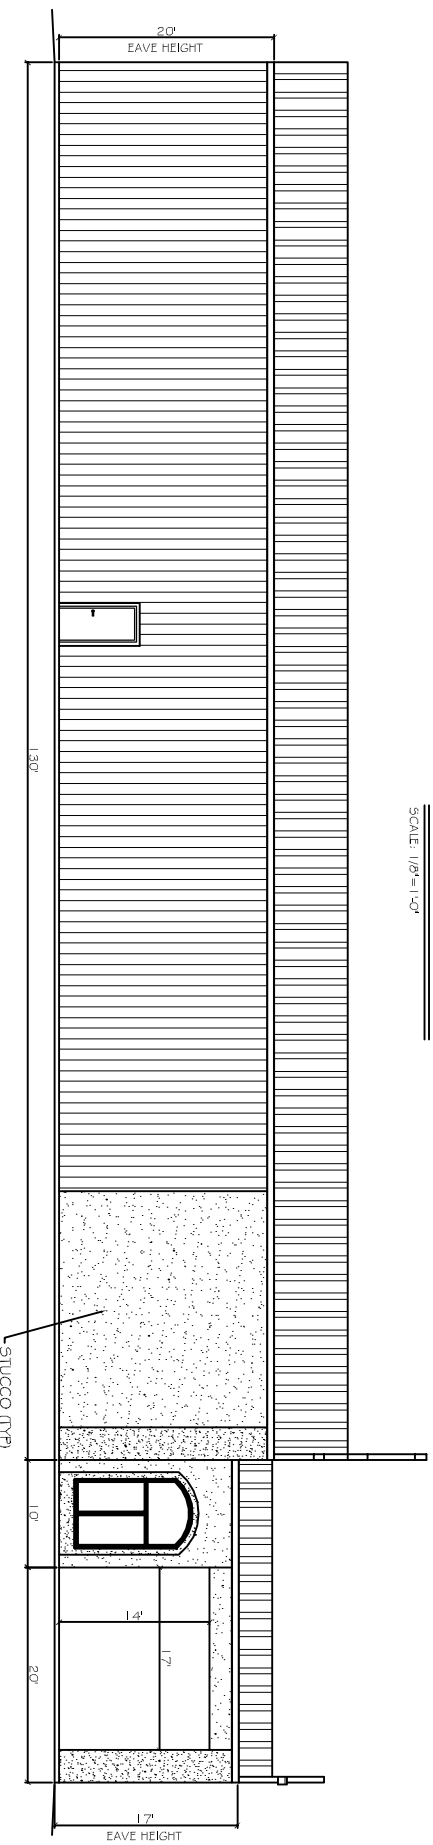 20'
EAVE HEIGHT
SCALE: 1/8"=1'-0"
130'
STUCCO (TYP)
10'
14'
17'
20'
17'
EAVE HEIGHT